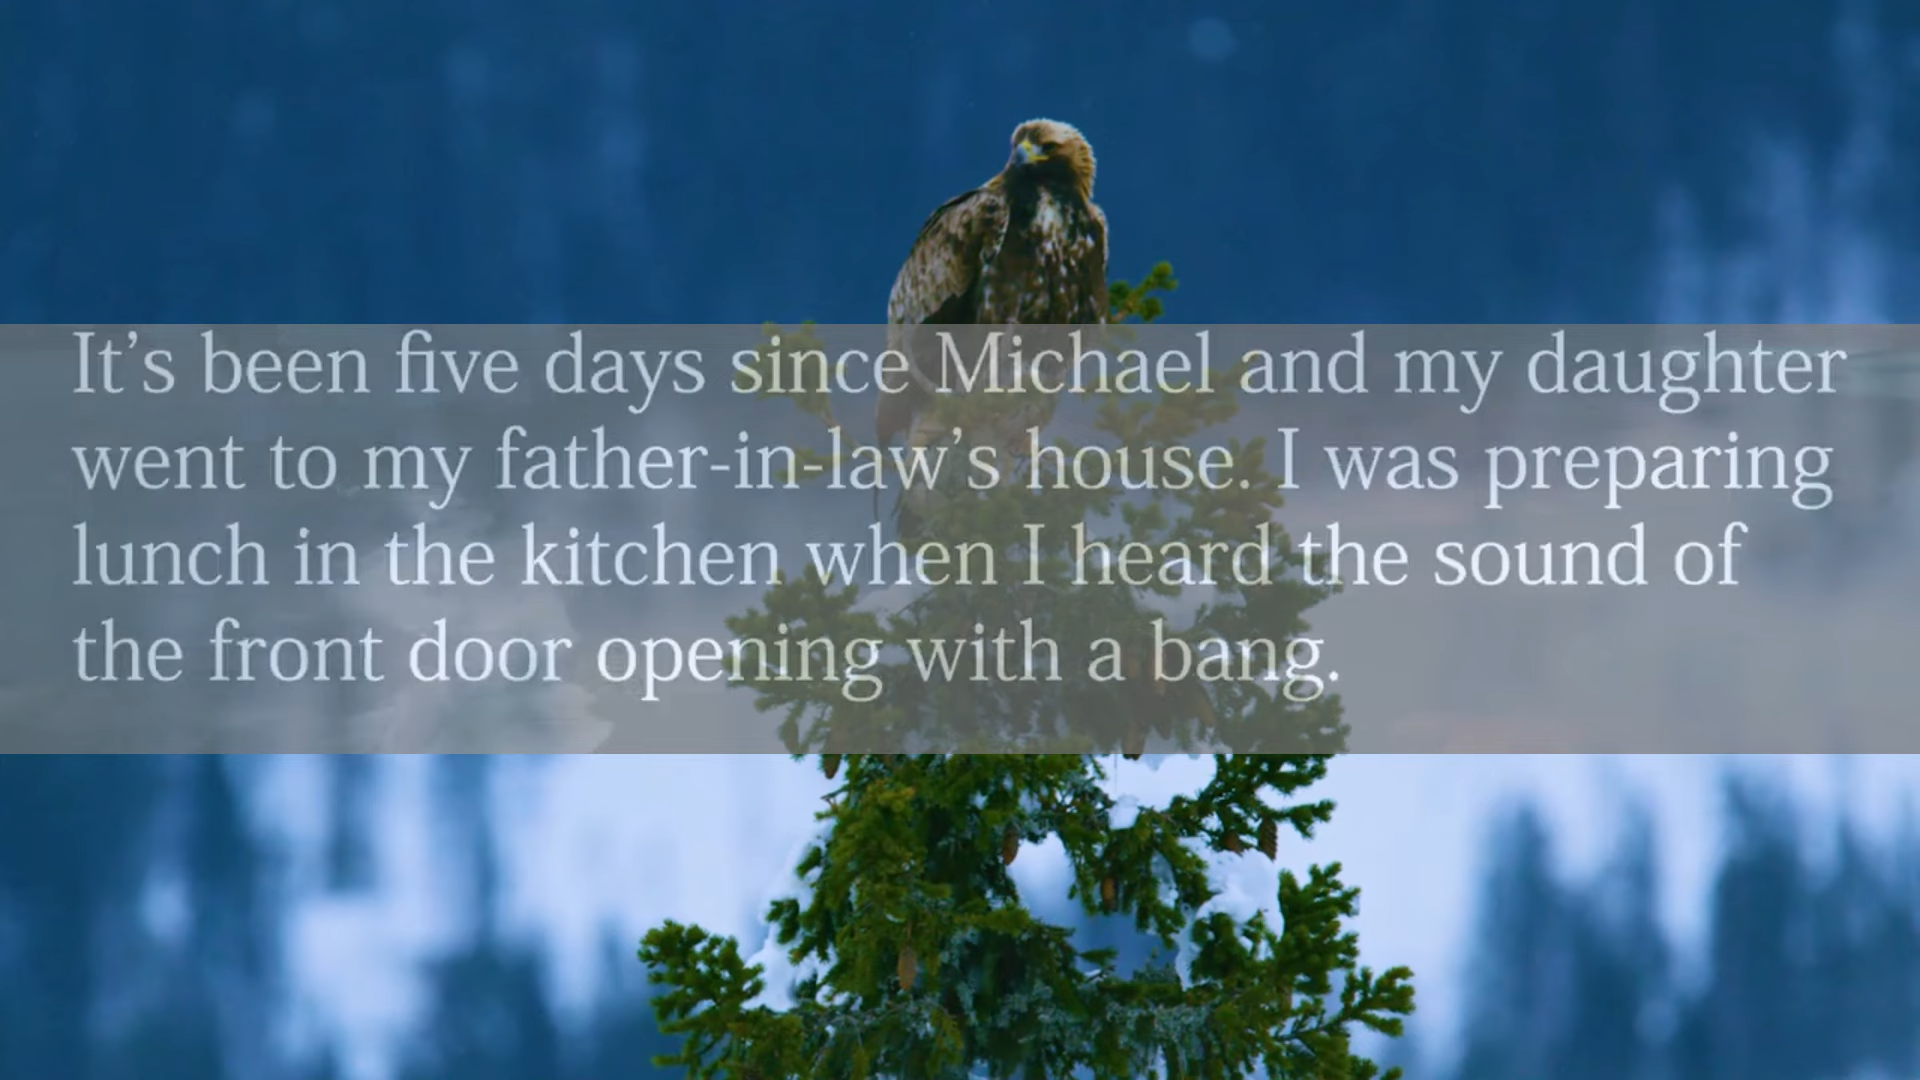 It’s been five days since Michael and my daughter
went to my father-in-law’s house. I was preparing
lunch in the kitchen when I heard the sound of
the front door opening with a bang.